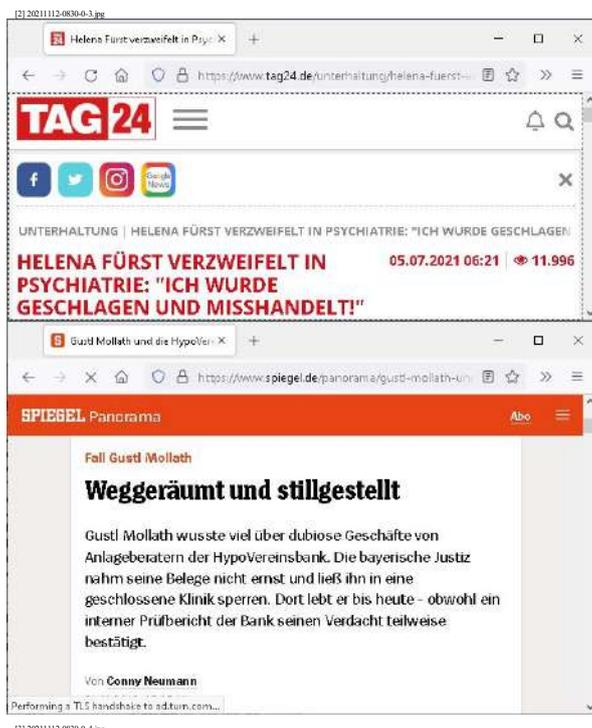 [2] 20211112-0830-0-3.jpg
Helena Fürst verzweifelt in Psyc
https://www.tag24.de/unterhaltung/helena-fuerst-
TAG24
Google News
UNTERHALTUNG | HELENA FÜRST VERZWEIFELT IN PSYCHIATRIE: "ICH WURDE GESCHLAGEN
HELENA FÜRST VERZWEIFELT IN
PSYCHIATRIE: "ICH WURDE
GESCHLAGEN UND MISSHANDELT!"
05.07.2021 06:21 11.996
Gustl Mollath und die HypoVere
https://www.spiegel.de/panorama/gustl-mollath-un
SPIEGEL Panorama
Abo
Fall Gustl Mollath
Weggeräumt und stillgestellt
Gustl Mollath wusste viel über dubiose Geschäfte von
Anlageberatern der HypoVereinsbank. Die bayerische Justiz
nahm seine Belege nicht ernst und ließ ihn in eine
geschlossene Klinik sperren. Dort lebt er bis heute - obwohl ein
interner Prüfbericht der Bank seinen Verdacht teilweise
bestätigt.
Von Conny Neumann
Performing a TLS handshake to ad.turn.com...